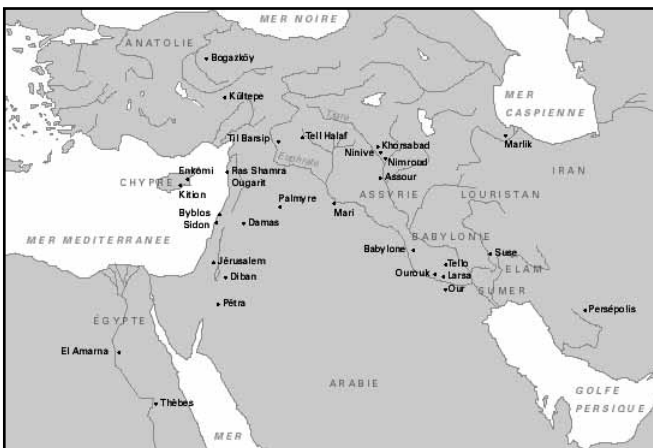 MER NOIRE
ANATOLIE
Bogazköy
MER
CASPIENNE
Kültepe
Tigre
Til Barsip
Tell Halaf
Khorsabad
Ninive
Nimroud
Marlik
Euphrate
IRAN
Enkomi
CHYPRE
Kition
Ras Shamra
Ougarit
Assour
ASSYRIE
LOURISTAN
Palmyre
Mari
Byblos
Sidon
Damas
MER MEDITERRANEE
BABYLONIE
Babylone
Suse
Jérusalem
Diban
Tello
ELAM
Ourouk
Larsa
Our
SUMER
Pétra
Persépolis
ÉGYPTE
El Amarna
ARABIE
Thèbes
GOLFE
PERSIQUE
MER